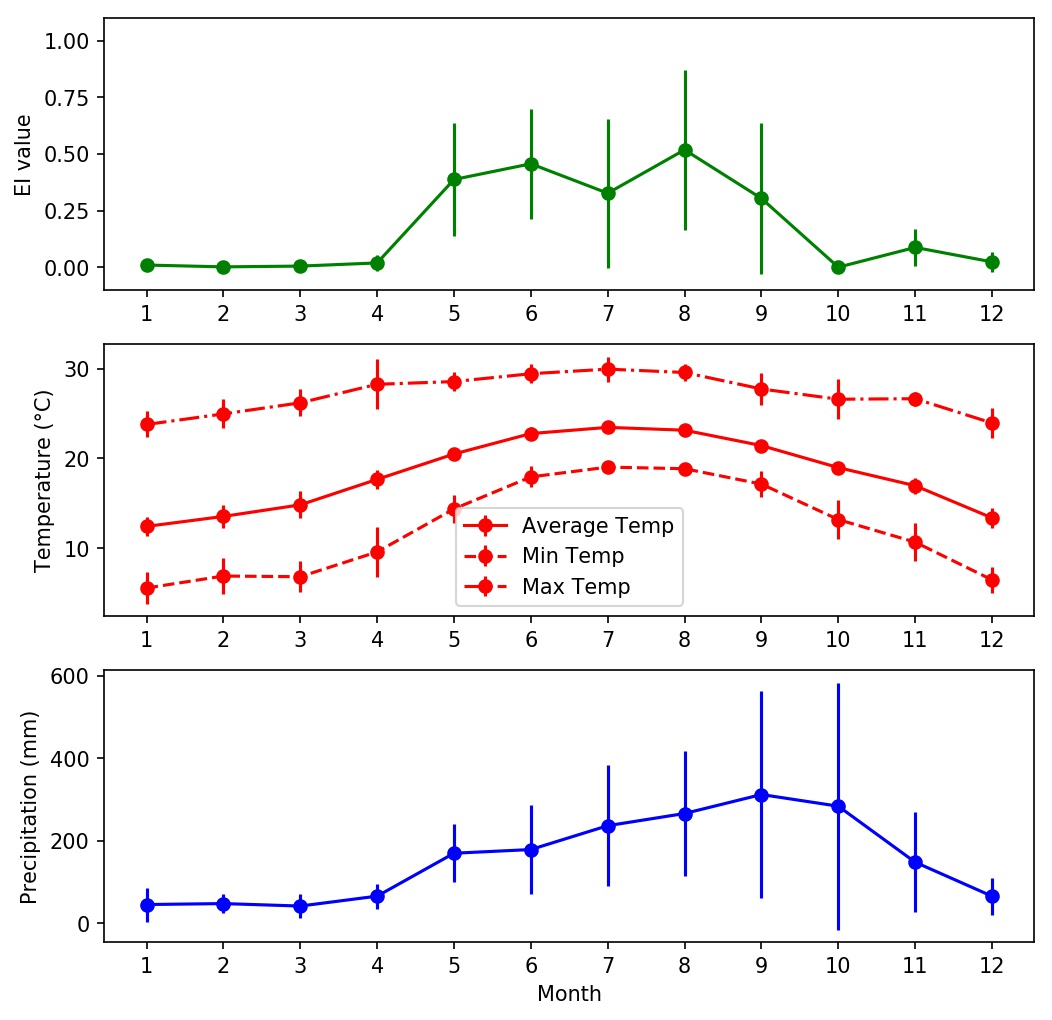 1.00
0.75
0.50
0.25
0.00
EI value
1 2 3 4 5 6 7 8 9 10 11 12
30
20
10
Temperature (°C)
Average Temp
Min Temp
Max Temp
1 2 3 4 5 6 7 8 9 10 11 12
600
400
200
0
Precipitation (mm)
1 2 3 4 5 6 7 8 9 10 11 12
Month